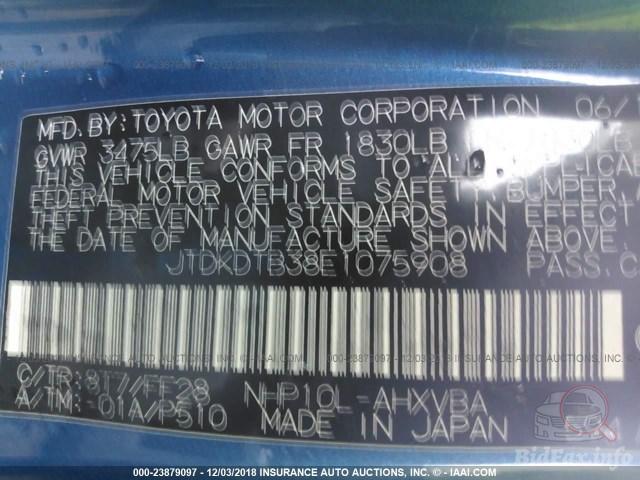 MFD. BY: TOYOTA MOTOR CORPORATION 06/
GVWR 3475LB GAWR FR 1830LB
THIS VEHICLE CONFORMS TO
FEDERAL MOTOR VEHICLE SAFETY BUMPER,
THEFT PREVENTION STANDARDS IN EFFECT
THE DATE OF MANUFACTURE SHOWN ABOVE.
JTDKDTB38E1075908 PASS.C
C/TR:8T7/FE28 NHP10L-AHXVBA
A/TM:-01A/P510 MADE IN JAPAN
000-23879097 - 12/03/2018 INSURANCE AUTO AUCTIONS, INC. - © - IAAI.COM
BidFax.info